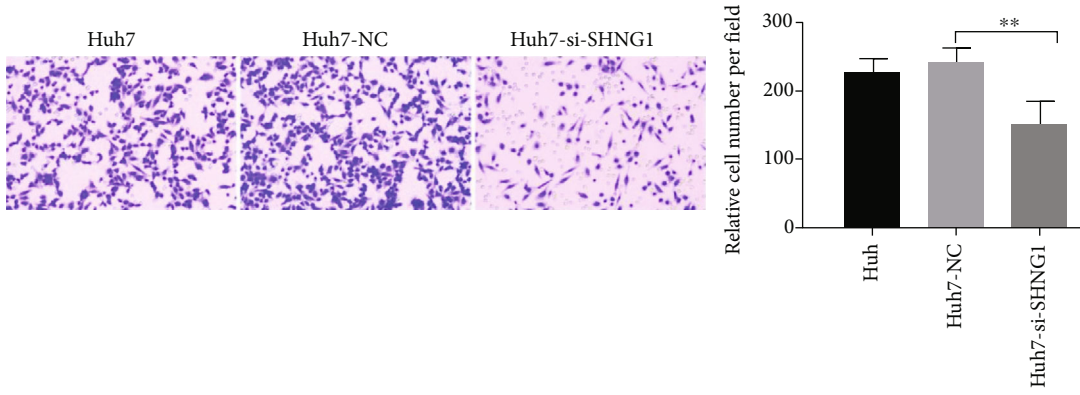 Huh7
Huh7-NC
Huh7-si-SHNG1
Relative cell number per field
300
200
100
0
**
Huh
Huh7-NC
Huh7-si-SHNG1